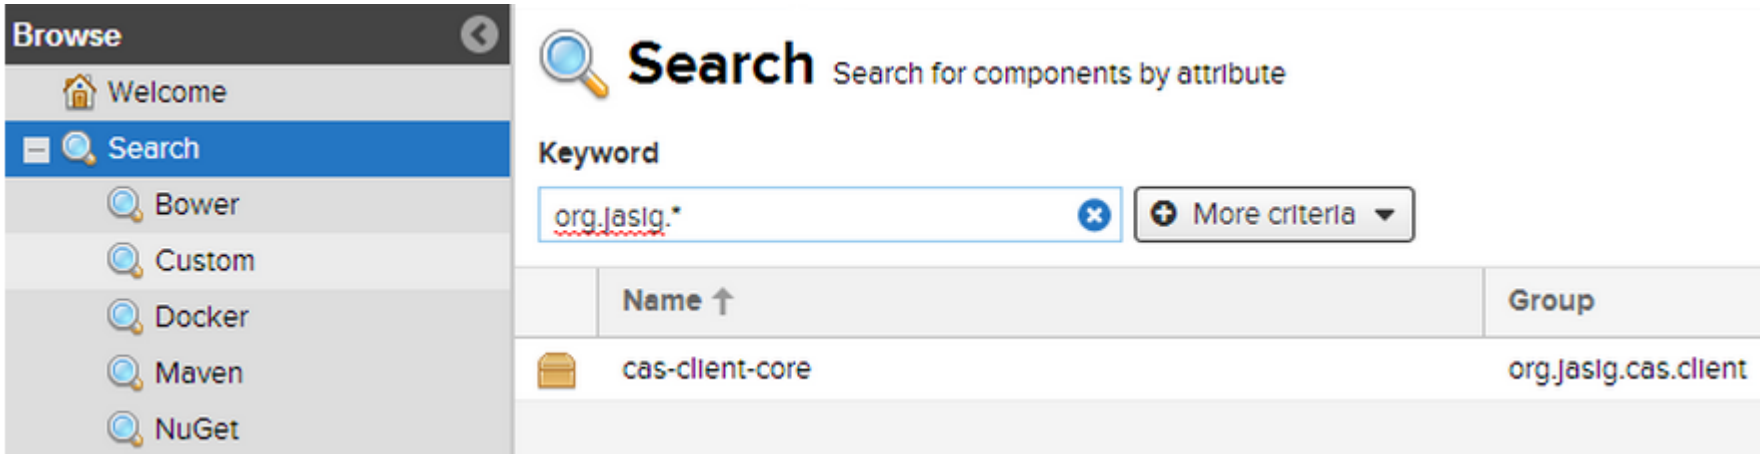 Browse
Welcome
Search
Bower
Custom
Docker
Maven
NuGet
Search Search for components by attribute
Keyword
org.jasig.*
More criteria
Name Group
cas-client-core org.jasig.cas.client